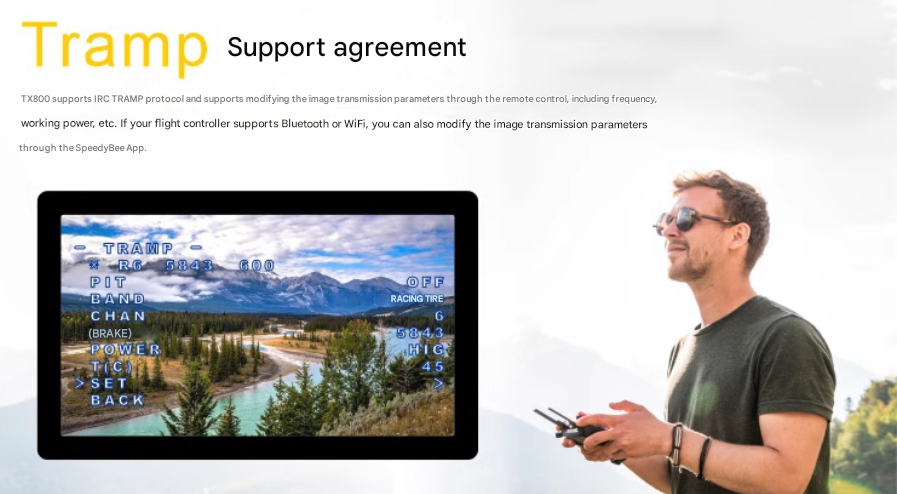 Tramp Support agreement
TX800 supports IRC TRAMP protocol and supports modifying the image transmission parameters through the remote control, including frequency,
working power, etc. If your flight controller supports Bluetooth or WiFi, you can also modify the image transmission parameters
through the SpeedyBee App.
- TRAMP -
* R6 5843 600
PIT OFF
BAND RACING TIRE
CHAN 6
(BRAKE) 5843
POWER HIG
T(C) 45
>SET >
BACK